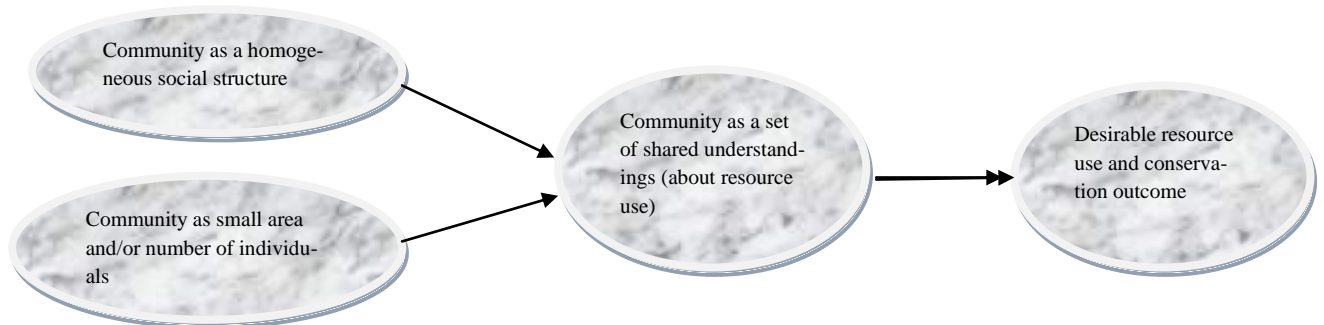 Community as a homoge-
neous social structure
Community as small area
and/or number of individu-
als
Community as a set
of shared understand-
ings (about resource
use)
Desirable resource
use and conserva-
tion outcome